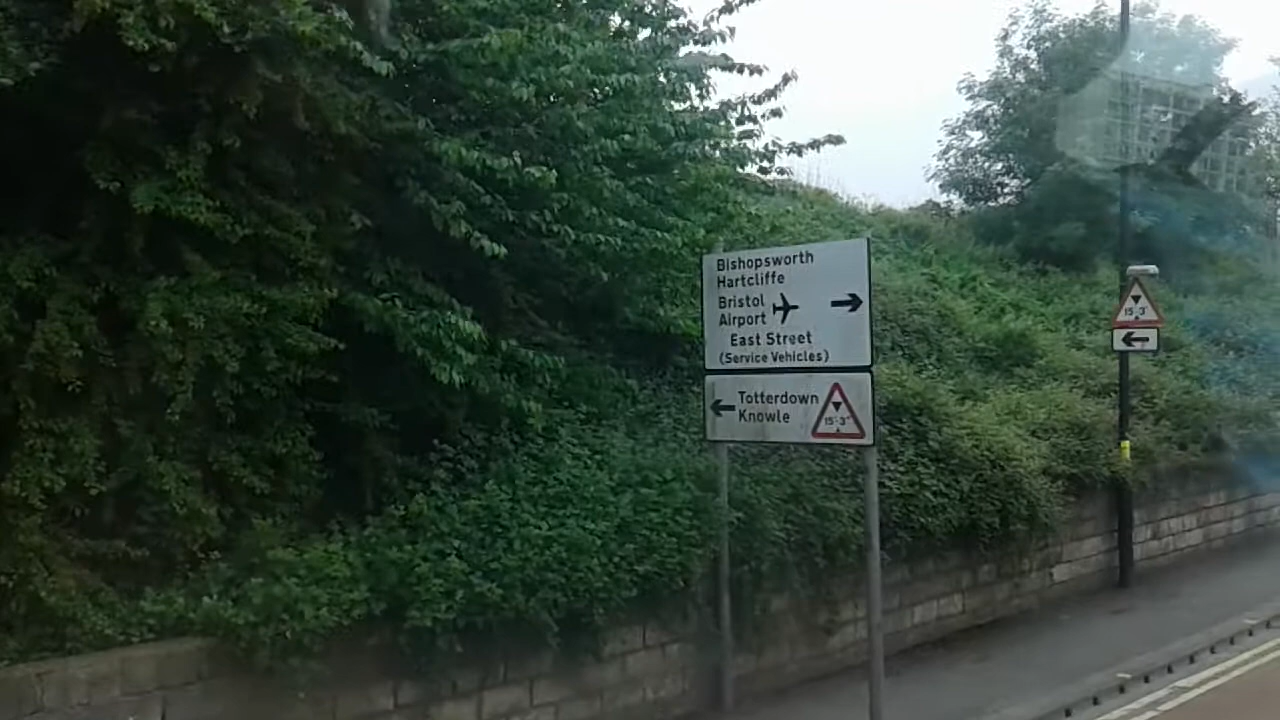 Bishopsworth
Hartcliffe
Bristol
Airport
East Street
(Service Vehicles)
Totterdown
Knowle
15'-3"
15'-3"